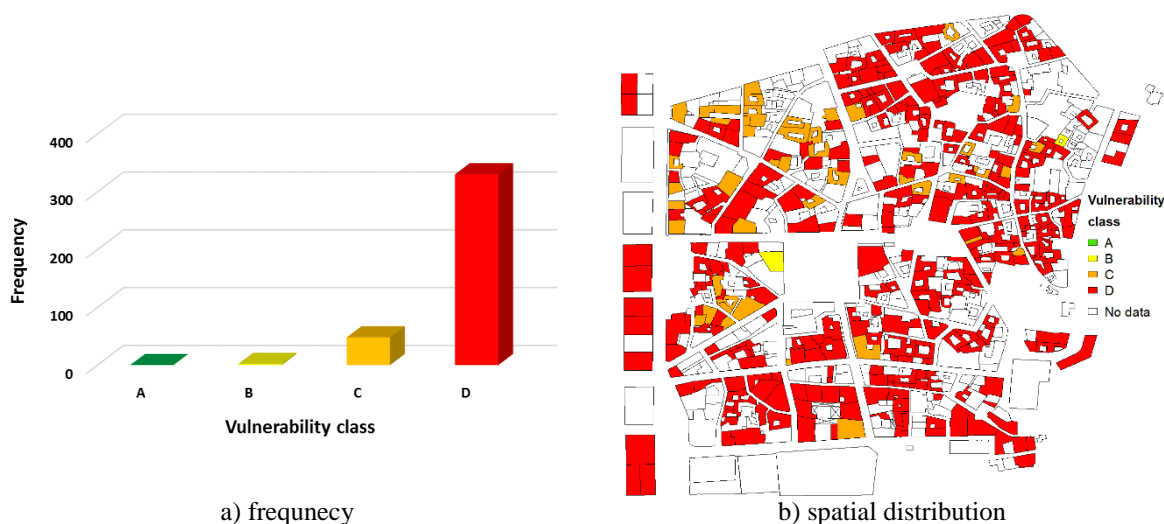 400
300
200
100
0
Frequency
A B C D
Vulnerability class
Vulnerability
class
A
B
C
D
No data
a) frequnecy
b) spatial distribution